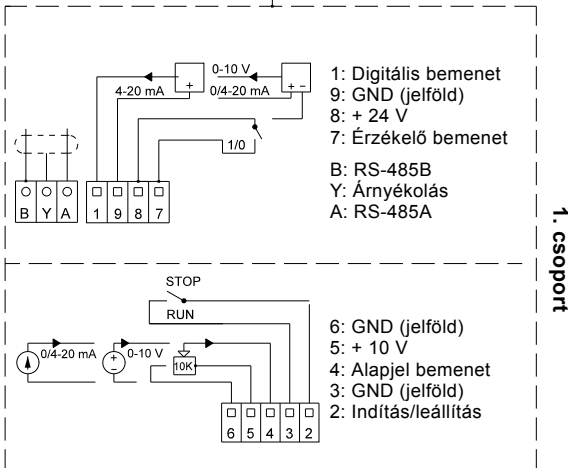 0-10 V
4-20 mA
0/4-20 mA
+
+ −
1/0
B Y A
1 9 8 7
1: Digitális bemenet
9: GND (jelföld)
8: + 24 V
7: Érzékelő bemenet
B: RS-485B
Y: Árnyékolás
A: RS-485A
1. csoport
STOP
RUN
0/4-20 mA
+
−
0-10 V
10K
6 5 4 3 2
6: GND (jelföld)
5: + 10 V
4: Alapjel bemenet
3: GND (jelföld)
2: Indítás/leállítás